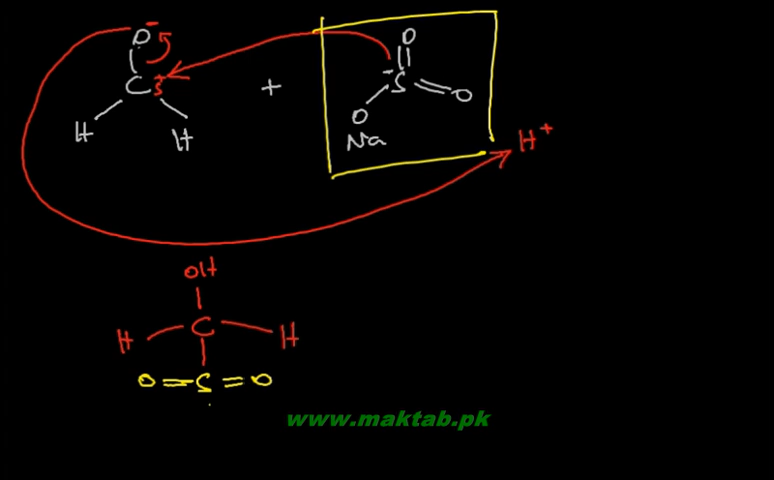 O −
C δ+
H H
+
O
− S O
O
Na
H +
OH
H C H
O = S = O
www.maktab.pk